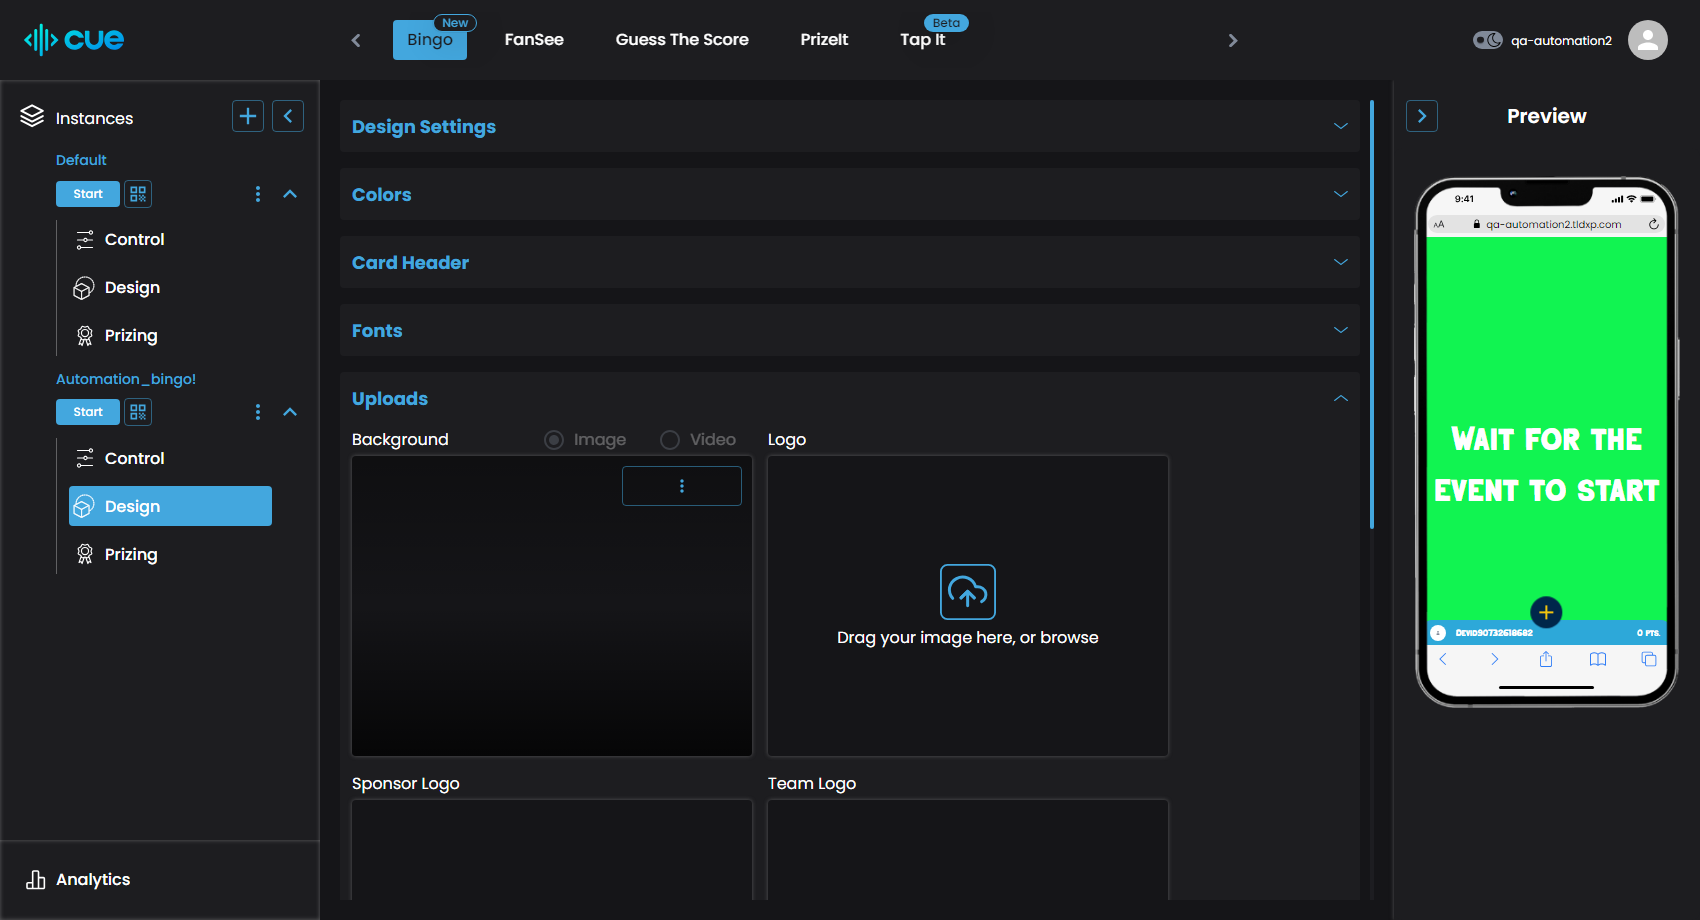 cue
Bingo
New
FanSee
Guess The Score
PrizeIt
Tap It
Beta
qa-automation2
Instances
Default
Start
Control
Design
Prizing
Automation_bingo!
Start
Control
Design
Prizing
Analytics
Design Settings
Colors
Card Header
Fonts
Uploads
Background
Image
Video
Logo
Drag your image here, or browse
Sponsor Logo
Team Logo
Preview
9:41
AA
qa-automation2.tldxp.com
WAIT FOR THE
EVENT TO START
DEVID90732618682
0 PTS.